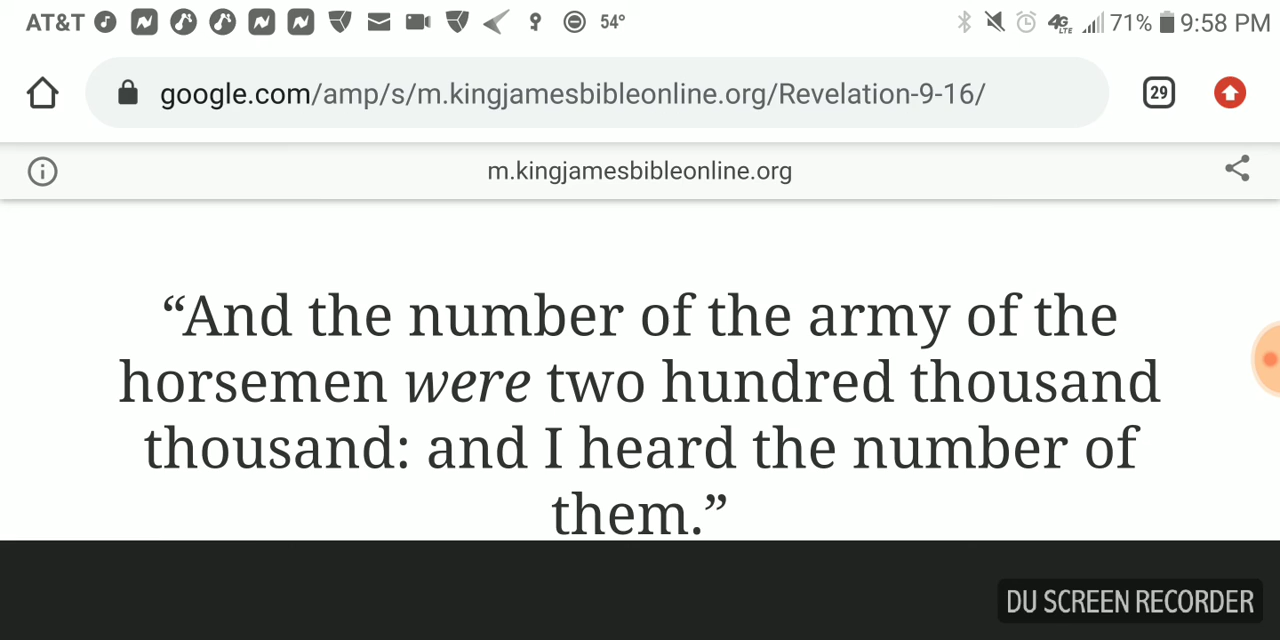 AT&T 54° 4G LTE 71% 9:58 PM
google.com/amp/s/m.kingjamesbibleonline.org/Revelation-9-16/ 29
m.kingjamesbibleonline.org
“And the number of the army of the
horsemen were two hundred thousand
thousand: and I heard the number of
them.”
DU SCREEN RECORDER